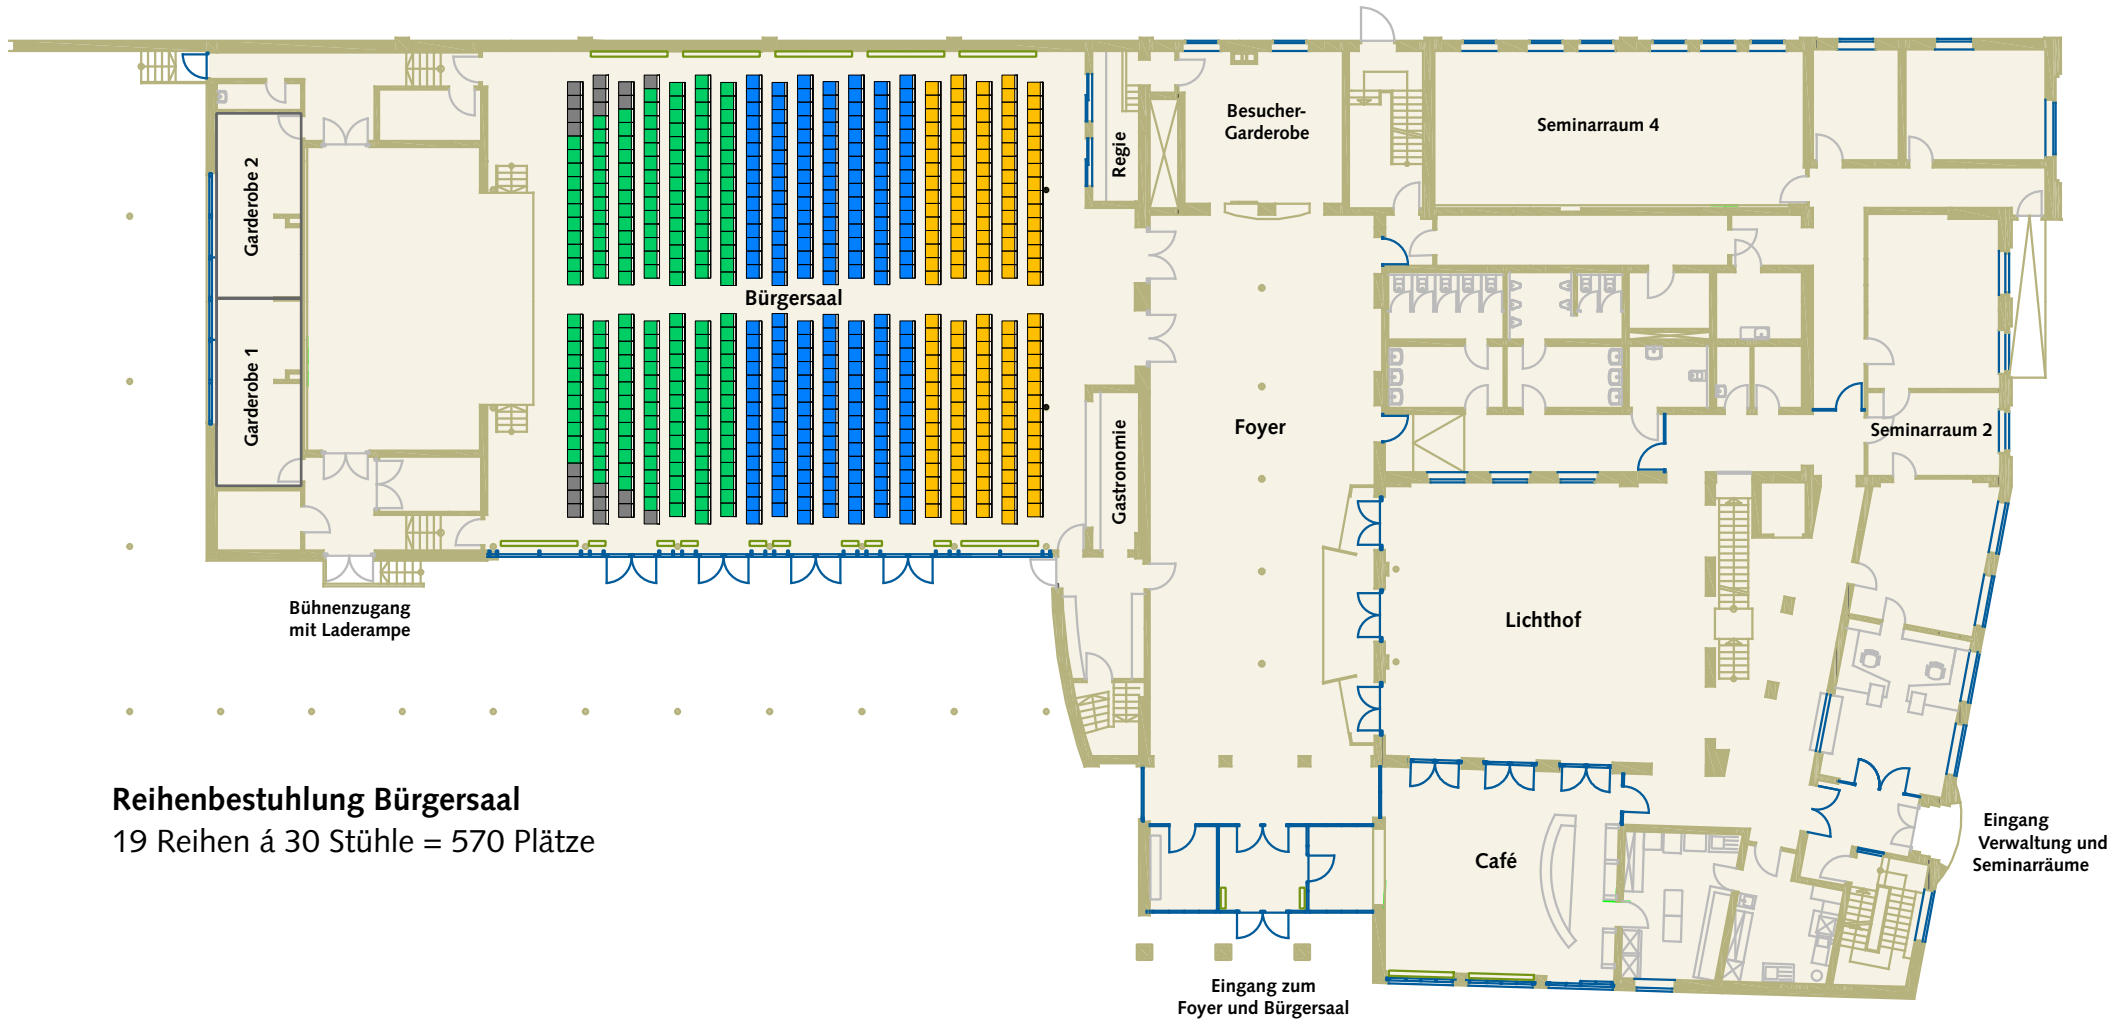 Besucher-
Garderobe
Seminarraum 4
Regie
Garderobe 2
Bürgersaal
Garderobe 1
Foyer
Seminarraum 2
Gastronomie
Bühnenzugang
mit Laderampe
Lichthof
Reihenbestuhlung Bürgersaal
19 Reihen á 30 Stühle = 570 Plätze
Eingang
Verwaltung und
Seminarräume
Café
Eingang zum
Foyer und Bürgersaal